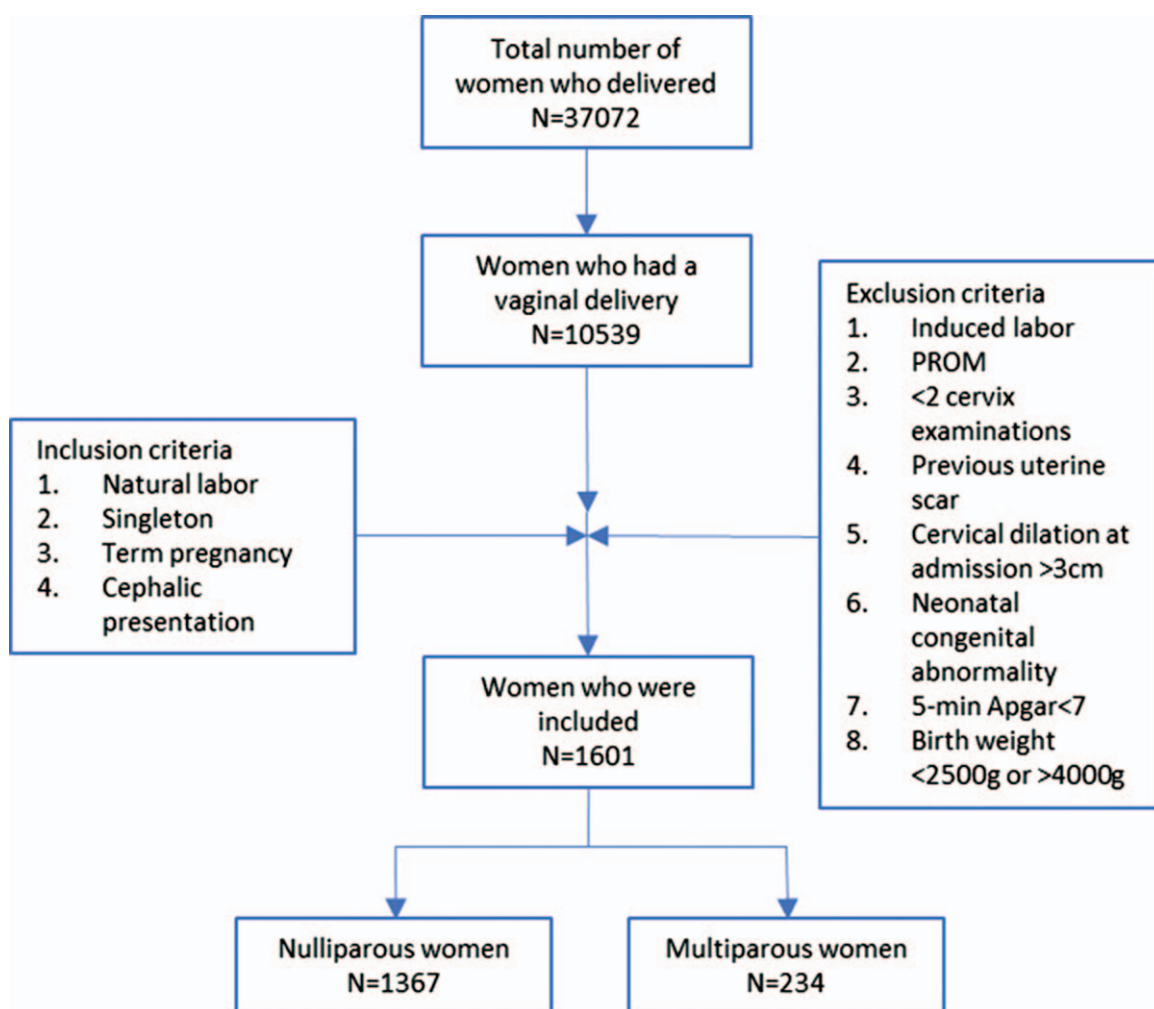 Total number of
women who delivered
N=37072
Women who had a
vaginal delivery
N=10539
Inclusion criteria
1. Natural labor
2. Singleton
3. Term pregnancy
4. Cephalic
presentation
Exclusion criteria
1. Induced labor
2. PROM
3. <2 cervix
examinations
4. Previous uterine
scar
5. Cervical dilation at
admission >3cm
6. Neonatal
congenital
abnormality
7. 5-min Apgar<7
8. Birth weight
<2500g or >4000g
Women who were
included
N=1601
Nulliparous women
N=1367
Multiparous women
N=234